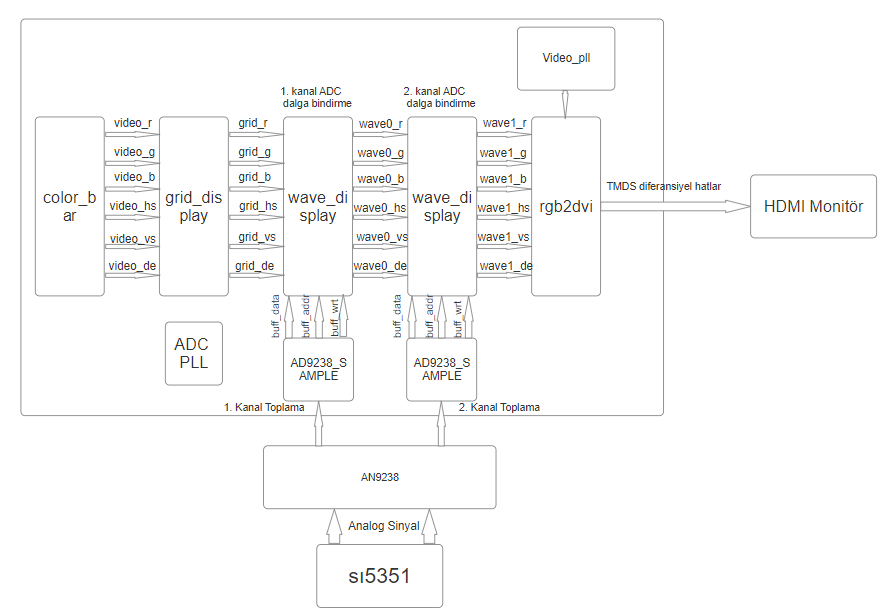 Video_pll
1. kanal ADC
dalga bindirme
2. kanal ADC
dalga bindirme
video_r
grid_r
wave0_r
wave1_r
video_g
grid_g
wave0_g
wave1_g
video_b
grid_b
wave0_b
wave1_b
color_b
ar
grid_dis
play
wave_di
splay
wave_di
splay
rgb2dvi
TMDS diferansiyel hatlar
HDMI Monitör
video_hs
grid_hs
wave0_hs
wave1_hs
video_vs
grid_vs
wave0_vs
wave1_vs
video_de
grid_de
wave0_de
wave1_de
buff_data
buff_addr
buff_wrt
buff_data
buff_addr
buff_wrt
ADC
PLL
AD9238_S
AMPLE
AD9238_S
AMPLE
1. Kanal Toplama
2. Kanal Toplama
AN9238
Analog Sinyal
sı5351